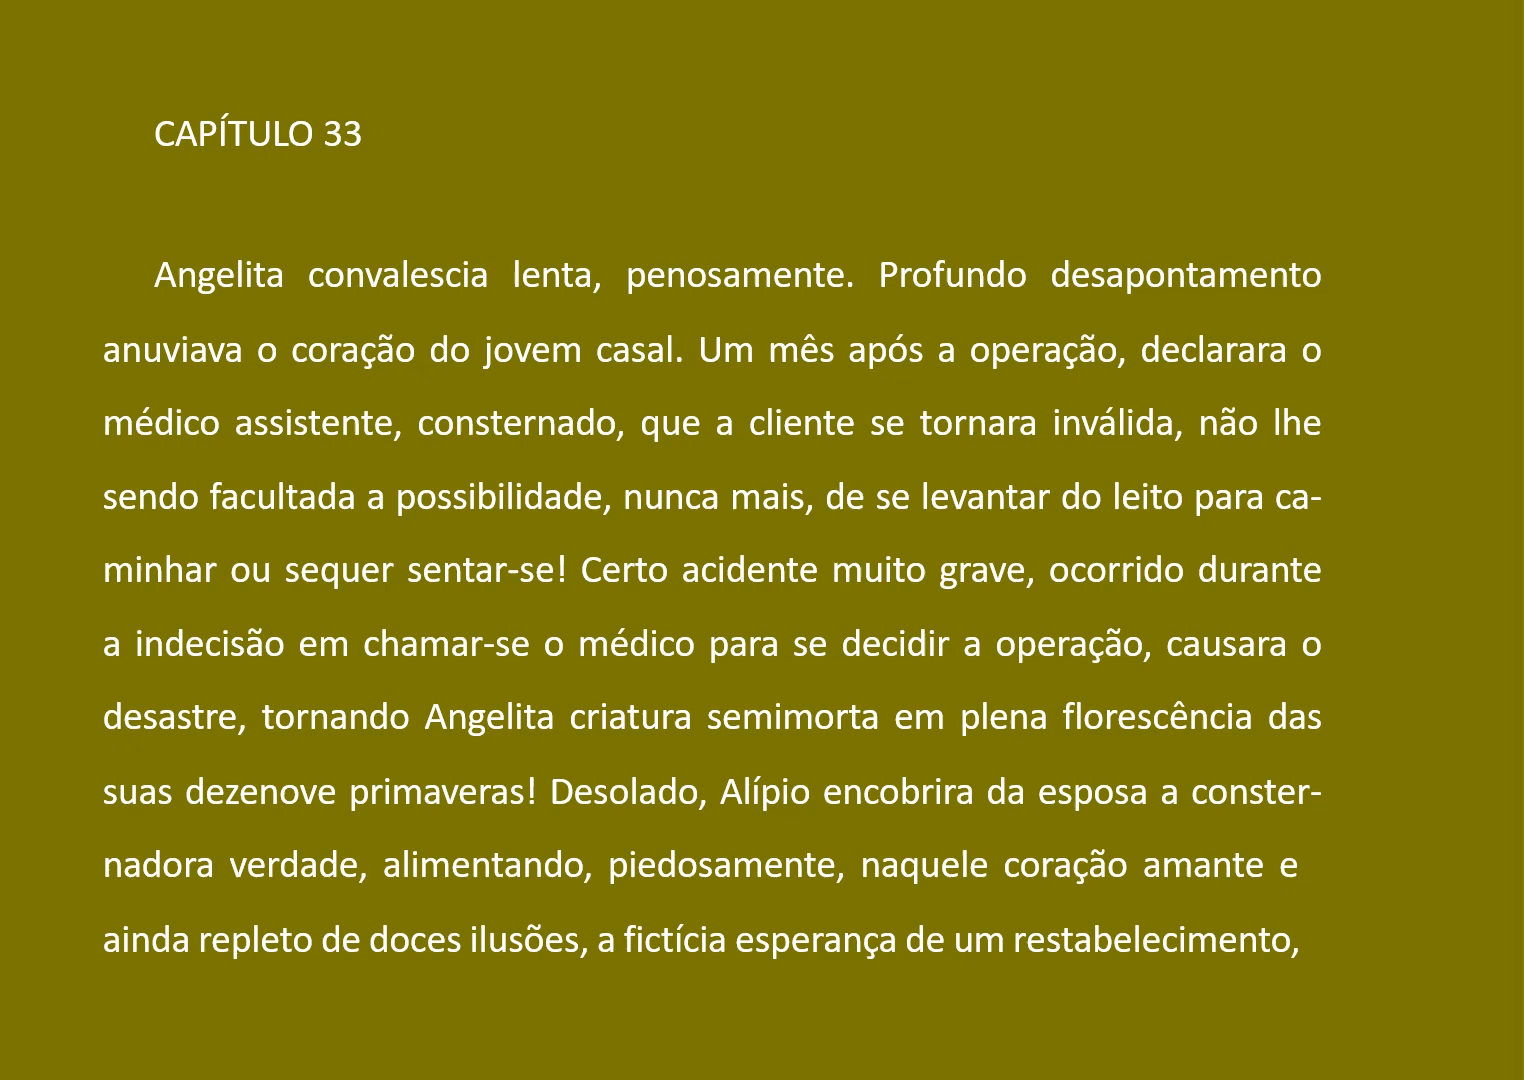 CAPÍTULO 33
Angelita convalescia lenta, penosamente. Profundo desapontamento
anuviava o coração do jovem casal. Um mês após a operação, declarara o
médico assistente, consternado, que a cliente se tornara inválida, não lhe
sendo facultada a possibilidade, nunca mais, de se levantar do leito para ca-
minhar ou sequer sentar-se! Certo acidente muito grave, ocorrido durante
a indecisão em chamar-se o médico para se decidir a operação, causara o
desastre, tornando Angelita criatura semimorta em plena florescência das
suas dezenove primaveras! Desolado, Alípio encobrira da esposa a conster-
nadora verdade, alimentando, piedosamente, naquele coração amante e
ainda repleto de doces ilusões, a fictícia esperança de um restabelecimento,